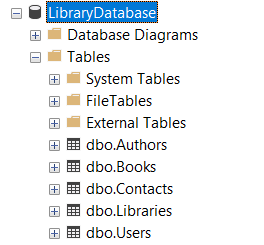 LibraryDatabase
Database Diagrams
Tables
System Tables
FileTables
External Tables
dbo.Authors
dbo.Books
dbo.Contacts
dbo.Libraries
dbo.Users